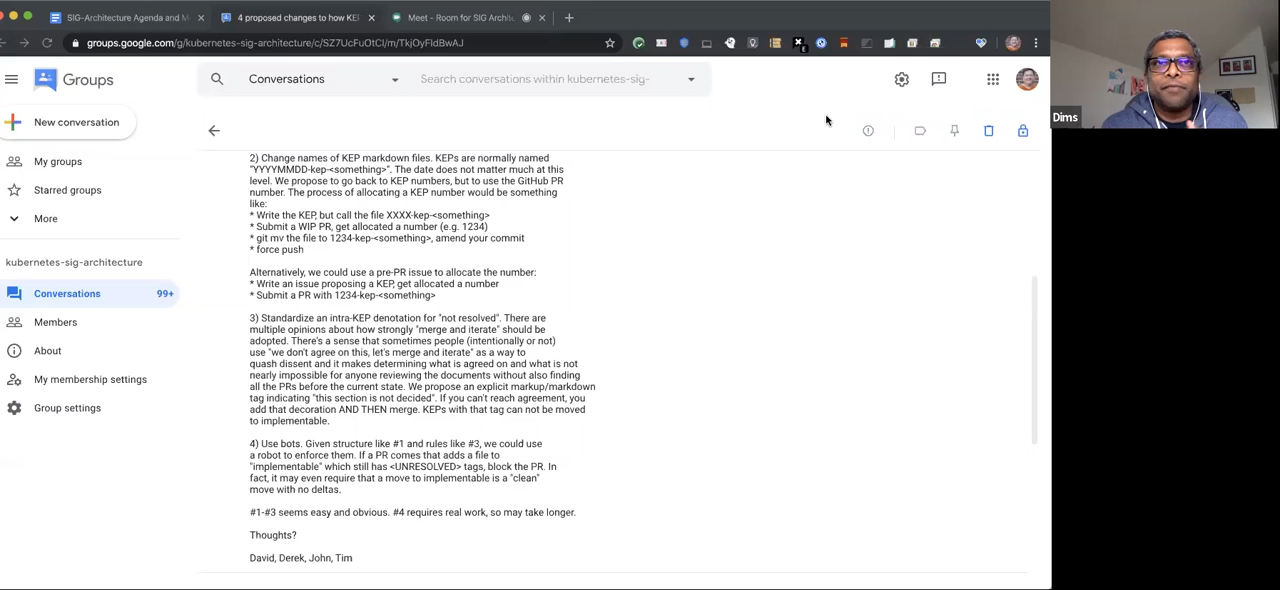 SIG-Architecture Agenda and M
4 proposed changes to how KEP
Meet - Room for SIG Archite
groups.google.com/g/kubernetes-sig-architecture/c/SZ7UcFuOtCI/m/TkjOyFIdBwAJ
Groups
Conversations
Search conversations within kubernetes-sig-
New conversation
My groups
Starred groups
More
kubernetes-sig-architecture
Conversations 99+
Members
About
My membership settings
Group settings
2) Change names of KEP markdown files. KEPs are normally named
"YYYYMMDD-kep-<something>". The date does not matter much at this
level. We propose to go back to KEP numbers, but to use the GitHub PR
number. The process of allocating a KEP number would be something
like:
* Write the KEP, but call the file XXXX-kep-<something>
* Submit a WIP PR, get allocated a number (e.g. 1234)
* git mv the file to 1234-kep-<something>, amend your commit
* force push
Alternatively, we could use a pre-PR issue to allocate the number:
* Write an issue proposing a KEP, get allocated a number
* Submit a PR with 1234-kep-<something>
3) Standardize an intra-KEP denotation for "not resolved". There are
multiple opinions about how strongly "merge and iterate" should be
adopted. There's a sense that sometimes people (intentionally or not)
use "we don't agree on this, let's merge and iterate" as a way to
quash dissent and it makes determining what is agreed on and what is not
nearly impossible for anyone reviewing the documents without also finding
all the PRs before the current state. We propose an explicit markup/markdown
tag indicating "this section is not decided". If you can't reach agreement, you
add that decoration AND THEN merge. KEPs with that tag can not be moved
to implementable.
4) Use bots. Given structure like #1 and rules like #3, we could use
a robot to enforce them. If a PR comes that adds a file to
"implementable" which still has <UNRESOLVED> tags, block the PR. In
fact, it may even require that a move to implementable is a "clean"
move with no deltas.
#1-#3 seems easy and obvious. #4 requires real work, so may take longer.
Thoughts?
David, Derek, John, Tim
Dims